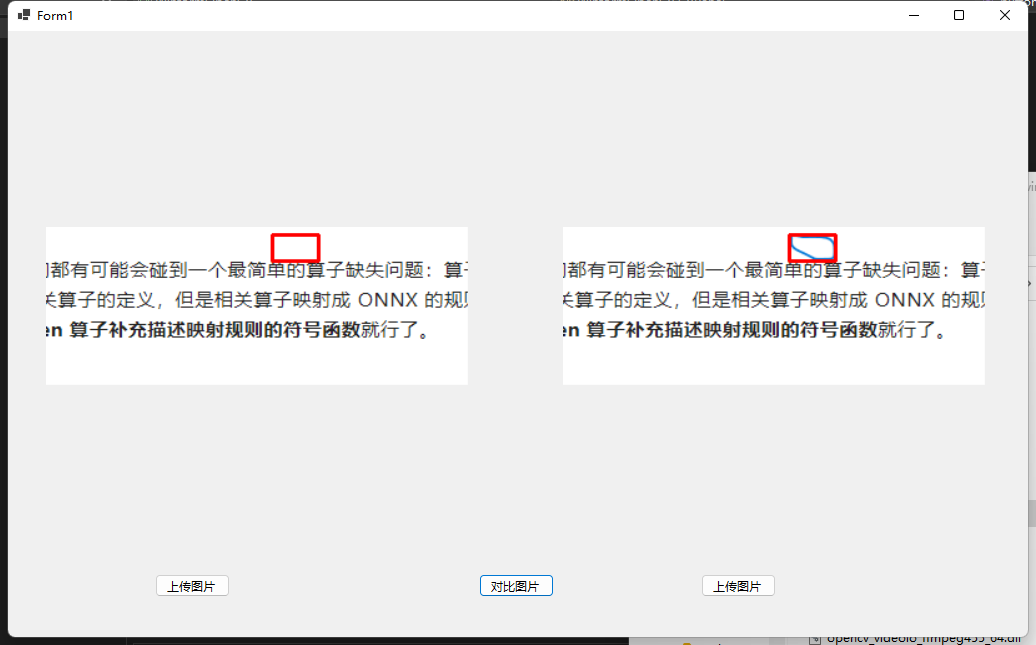 Form1
都有可能会碰到一个最简单的算子缺失问题：算子
关算子的定义，但是相关算子映射成 ONNX 的规则
en 算子补充描述映射规则的符号函数就行了。
都有可能会碰到一个最简单的算子缺失问题：算子
关算子的定义，但是相关算子映射成 ONNX 的规则
en 算子补充描述映射规则的符号函数就行了。
上传图片
对比图片
上传图片
opencv_videoio_ffmpeg455_64.dll